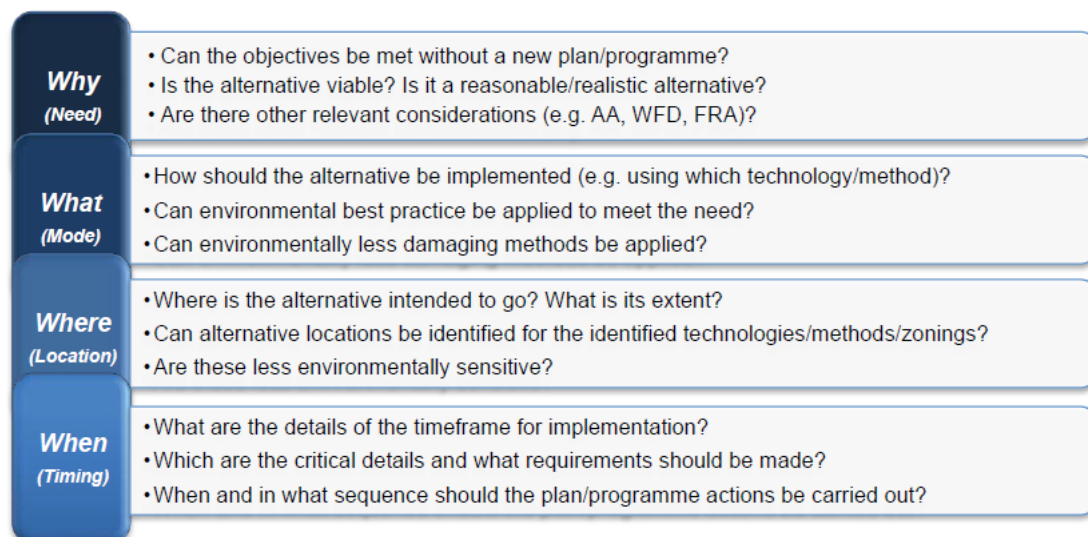 Why
(Need)
• Can the objectives be met without a new plan/programme?
• Is the alternative viable? Is it a reasonable/realistic alternative?
• Are there other relevant considerations (e.g. AA, WFD, FRA)?
What
(Mode)
•How should the alternative be implemented (e.g. using which technology/method)?
•Can environmental best practice be applied to meet the need?
•Can environmentally less damaging methods be applied?
Where
(Location)
•Where is the alternative intended to go? What is its extent?
•Can alternative locations be identified for the identified technologies/methods/zonings?
•Are these less environmentally sensitive?
When
(Timing)
•What are the details of the timeframe for implementation?
•Which are the critical details and what requirements should be made?
•When and in what sequence should the plan/programme actions be carried out?